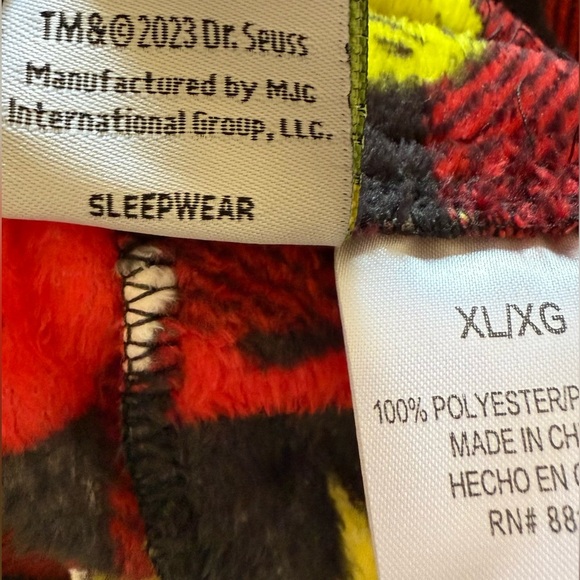 TM&©2023 Dr. Seuss
Manufactured by MJC
International Group, LLC.
SLEEPWEAR
XL/XG
100% POLYESTER/P
MADE IN CH
HECHO EN
RN# 88